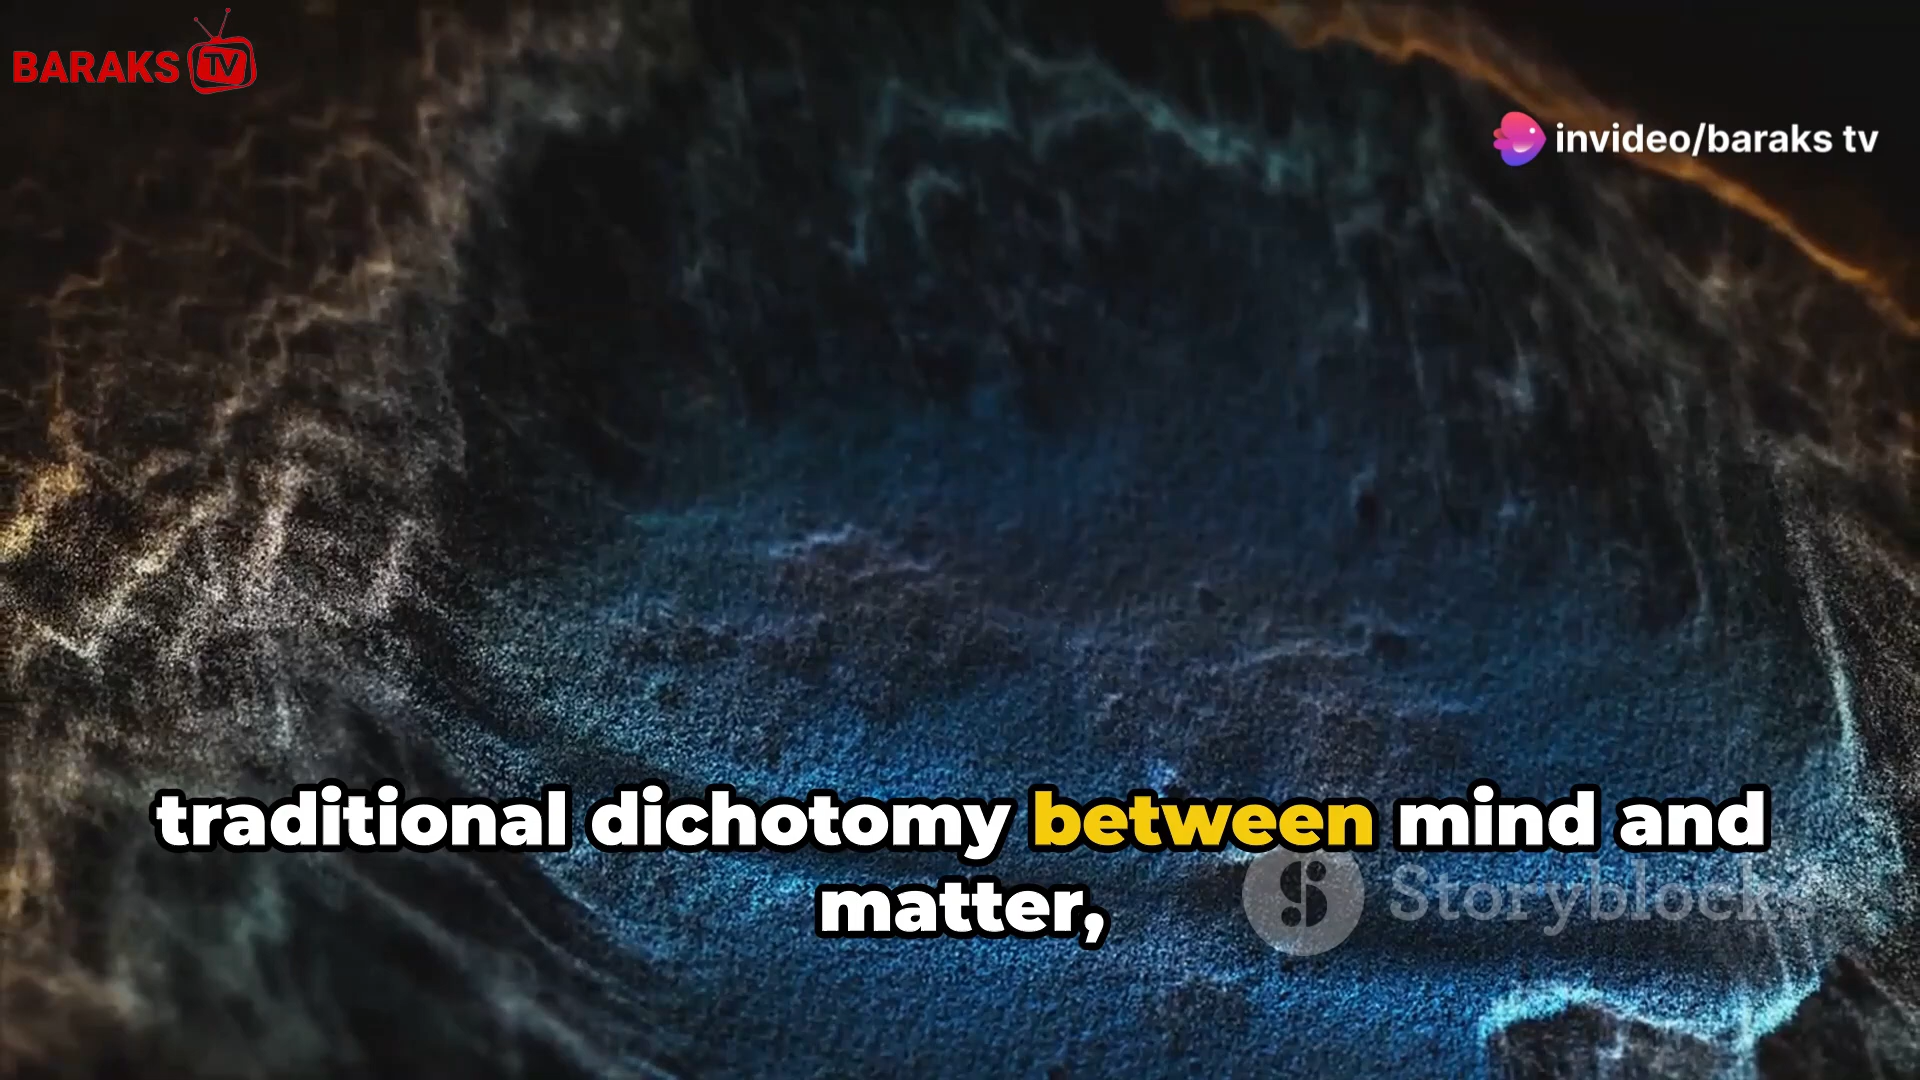 BARAKS TV
invideo/baraks tv
traditional dichotomy between mind and
matter,
Storyblocks